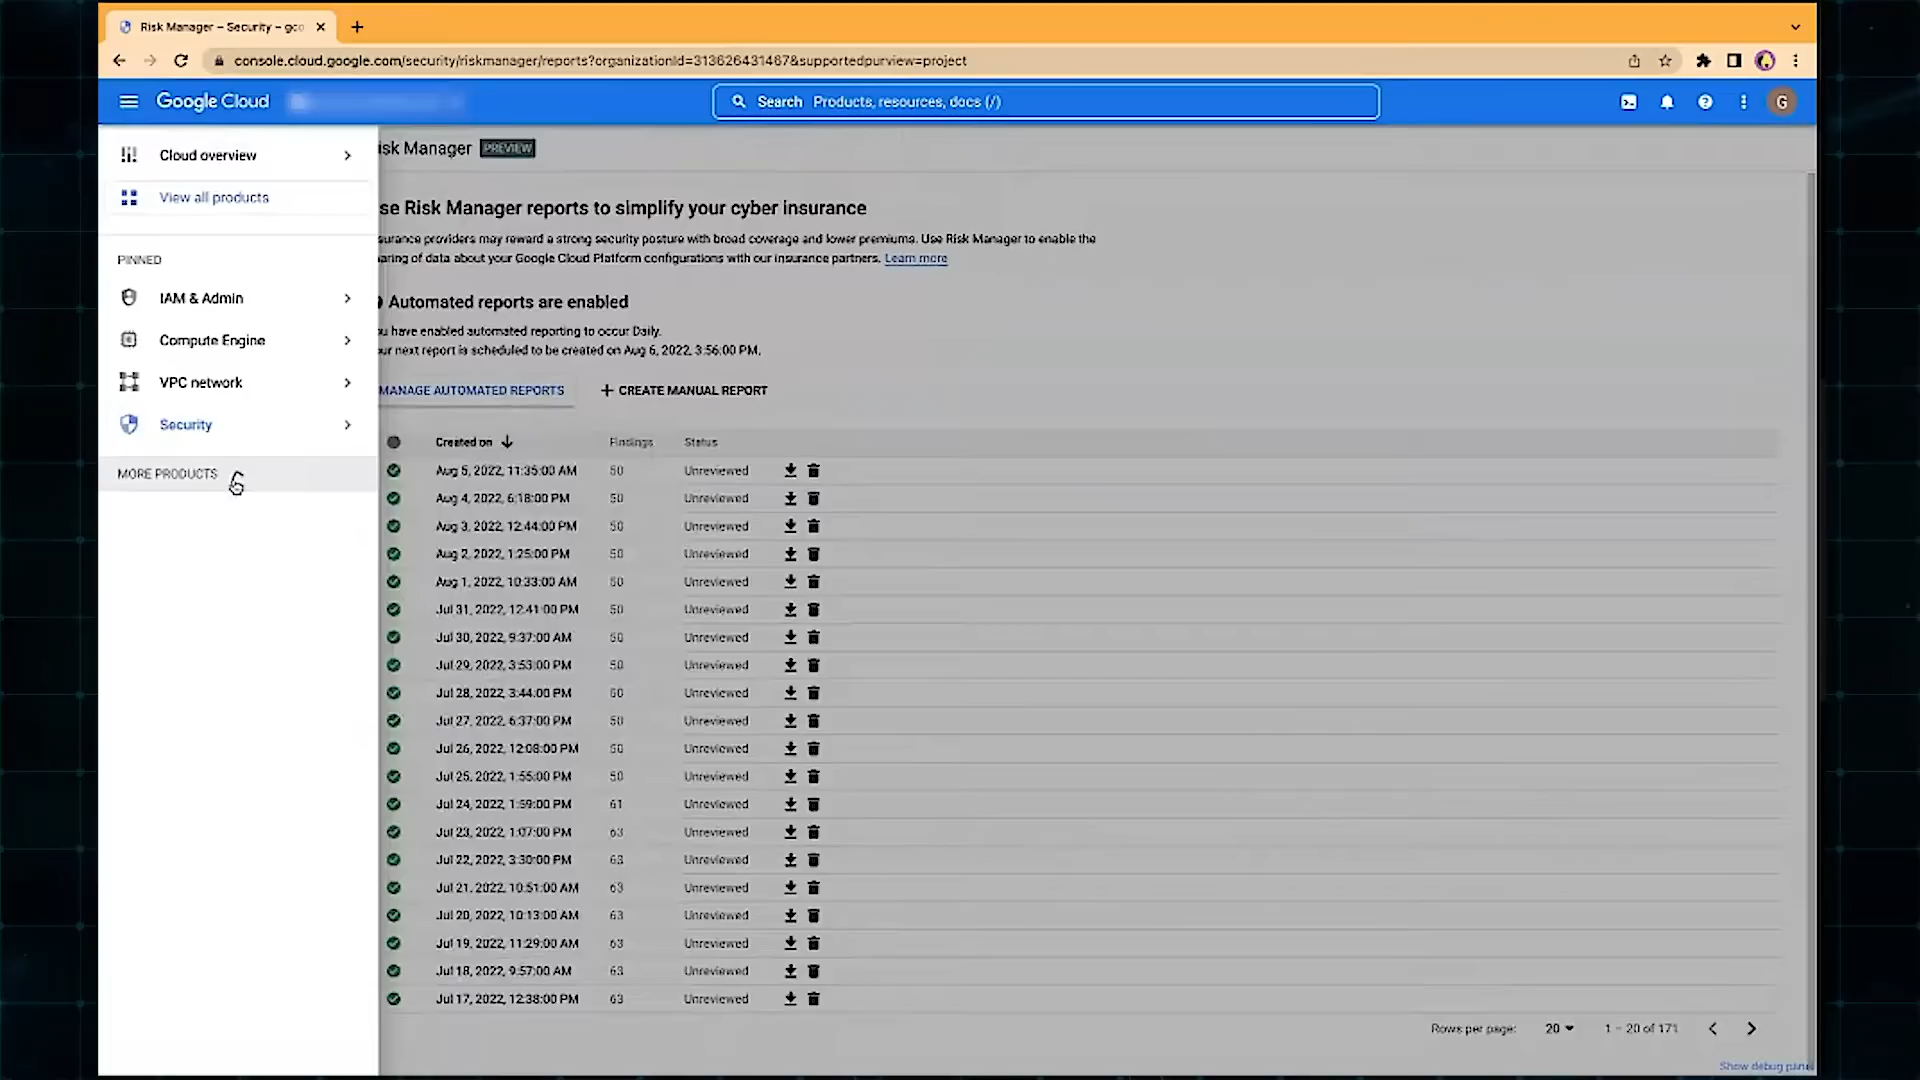 Risk Manager – Security – goo
console.cloud.google.com/security/riskmanager/reports?organizationId=313626431467&supportedpurview=project
Google Cloud
Search Products, resources, docs (/)
G
Cloud overview
View all products
PINNED
IAM & Admin
Compute Engine
VPC network
Security
MORE PRODUCTS
isk Manager PREVIEW
se Risk Manager reports to simplify your cyber insurance
surance providers may reward a strong security posture with broad coverage and lower premiums. Use Risk Manager to enable the
aring of data about your Google Cloud Platform configurations with our insurance partners. Learn more
Automated reports are enabled
u have enabled automated reporting to occur Daily.
ur next report is scheduled to be created on Aug 6, 2022, 3:56:00 PM.
MANAGE AUTOMATED REPORTS + CREATE MANUAL REPORT
Created on Findings Status
Aug 5, 2022, 11:35:00 AM 50 Unreviewed
Aug 4, 2022, 6:18:00 PM 50 Unreviewed
Aug 3, 2022, 12:44:00 PM 50 Unreviewed
Aug 2, 2022, 1:25:00 PM 50 Unreviewed
Aug 1, 2022, 10:33:00 AM 50 Unreviewed
Jul 31, 2022, 12:41:00 PM 50 Unreviewed
Jul 30, 2022, 9:37:00 AM 50 Unreviewed
Jul 29, 2022, 3:53:00 PM 50 Unreviewed
Jul 28, 2022, 3:44:00 PM 50 Unreviewed
Jul 27, 2022, 6:37:00 PM 50 Unreviewed
Jul 26, 2022, 12:08:00 PM 50 Unreviewed
Jul 25, 2022, 1:55:00 PM 50 Unreviewed
Jul 24, 2022, 1:59:00 PM 61 Unreviewed
Jul 23, 2022, 1:07:00 PM 63 Unreviewed
Jul 22, 2022, 3:30:00 PM 63 Unreviewed
Jul 21, 2022, 10:51:00 AM 63 Unreviewed
Jul 20, 2022, 10:13:00 AM 63 Unreviewed
Jul 19, 2022, 11:29:00 AM 63 Unreviewed
Jul 18, 2022, 9:57:00 AM 63 Unreviewed
Jul 17, 2022, 12:38:00 PM 63 Unreviewed
Rows per page: 20 1 – 20 of 171
Show debug panel